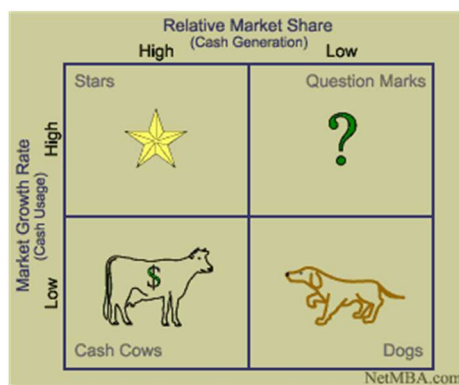 Relative Market Share
(Cash Generation)
High Low
Stars Question Marks
?
Market Growth Rate
(Cash Usage)
High
Low
$
Cash Cows Dogs
NetMBA.com